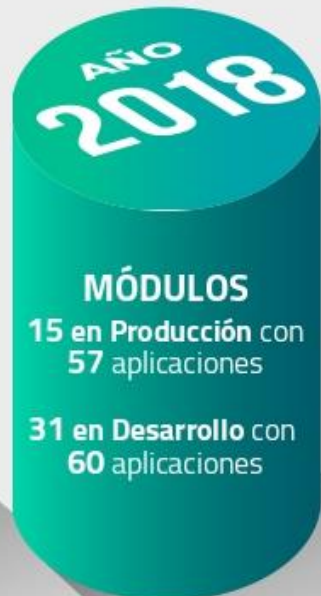 AÑO
2018
MÓDULOS
15 en Producción con
57 aplicaciones
31 en Desarrollo con
60 aplicaciones